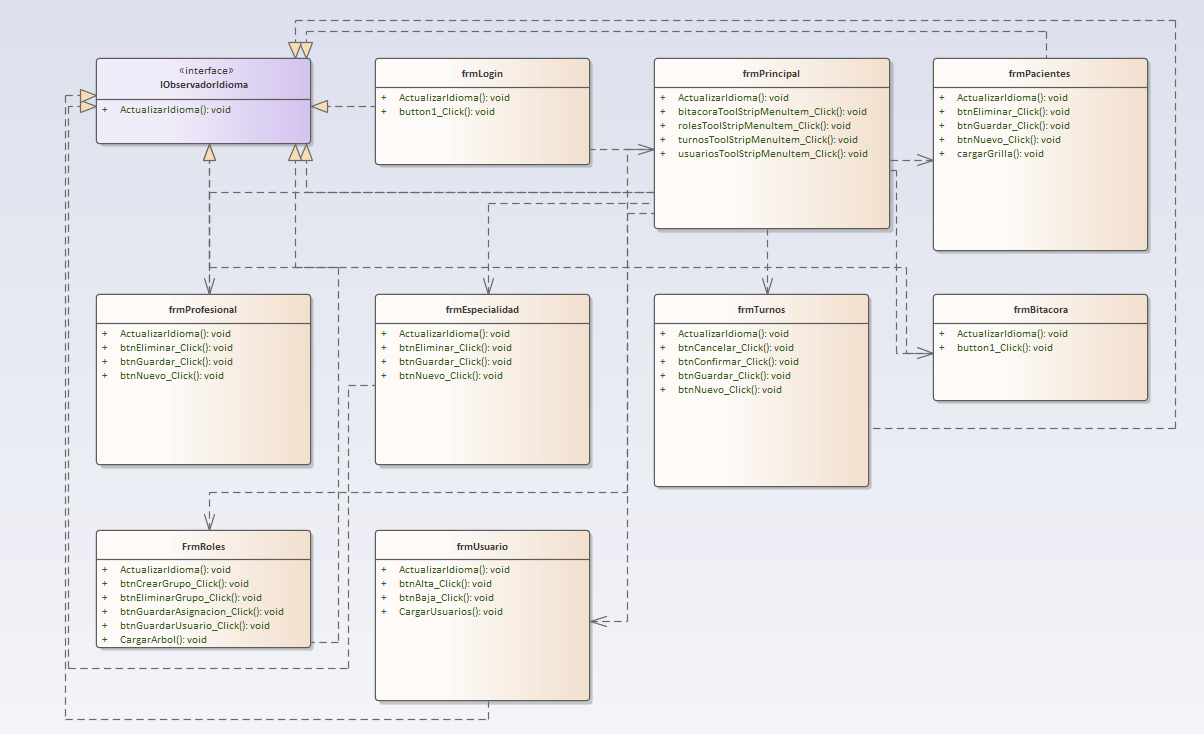 «interface»
IObservadorIdioma
+ ActualizarIdioma(): void
frmLogin
+ ActualizarIdioma(): void
+ button1_Click(): void
frmPrincipal
+ ActualizarIdioma(): void
+ bitacoraToolStripMenuItem_Click(): void
+ rolesToolStripMenuItem_Click(): void
+ turnosToolStripMenuItem_Click(): void
+ usuariosToolStripMenuItem_Click(): void
frmPacientes
+ ActualizarIdioma(): void
+ btnEliminar_Click(): void
+ btnGuardar_Click(): void
+ btnNuevo_Click(): void
+ cargarGrilla(): void
frmProfesional
+ ActualizarIdioma(): void
+ btnEliminar_Click(): void
+ btnGuardar_Click(): void
+ btnNuevo_Click(): void
frmEspecialidad
+ ActualizarIdioma(): void
+ btnEliminar_Click(): void
+ btnGuardar_Click(): void
+ btnNuevo_Click(): void
frmTurnos
+ ActualizarIdioma(): void
+ btnCancelar_Click(): void
+ btnConfirmar_Click(): void
+ btnGuardar_Click(): void
+ btnNuevo_Click(): void
frmBitacora
+ ActualizarIdioma(): void
+ button1_Click(): void
FrmRoles
+ ActualizarIdioma(): void
+ btnCrearGrupo_Click(): void
+ btnEliminarGrupo_Click(): void
+ btnGuardarAsignacion_Click(): void
+ btnGuardarUsuario_Click(): void
+ CargarArbol(): void
frmUsuario
+ ActualizarIdioma(): void
+ btnAlta_Click(): void
+ btnBaja_Click(): void
+ CargarUsuarios(): void